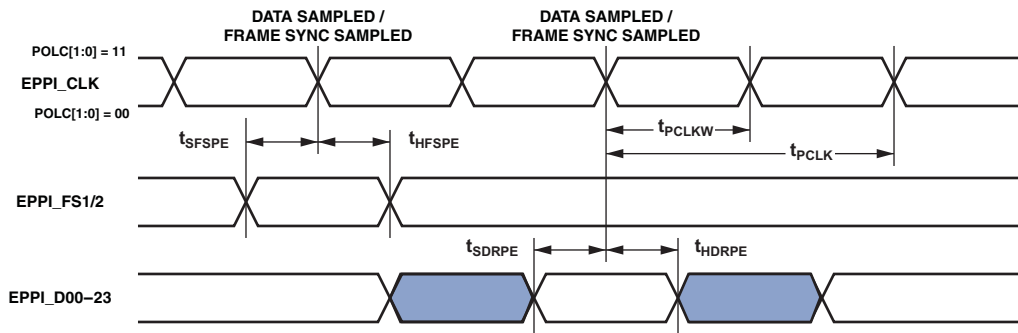 DATA SAMPLED /
FRAME SYNC SAMPLED
DATA SAMPLED /
FRAME SYNC SAMPLED
POLC[1:0] = 11
EPPI_CLK
POLC[1:0] = 00
tSFSPE
tHFSPE
tPCLKW
tPCLK
EPPI_FS1/2
tSDRPE
tHDRPE
EPPI_D00–23